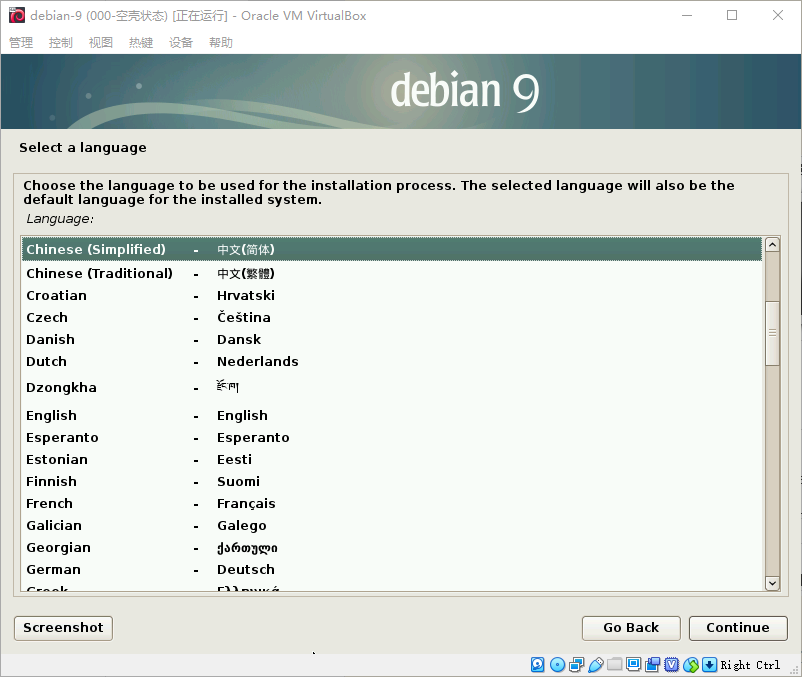 debian-9 (000-空壳状态) [正在运行] - Oracle VM VirtualBox
管理 控制 视图 热键 设备 帮助
debian 9
Select a language
Choose the language to be used for the installation process. The selected language will also be the
default language for the installed system.
Language:
Chinese (Simplified) - 中文(简体)
Chinese (Traditional) - 中文(繁體)
Croatian - Hrvatski
Czech - Čeština
Danish - Dansk
Dutch - Nederlands
Dzongkha - རྫོང་ཁ།
English - English
Esperanto - Esperanto
Estonian - Eesti
Finnish - Suomi
French - Français
Galician - Galego
Georgian - ქართული
German - Deutsch
Greek - Ελληνικά
Screenshot Go Back Continue
Right Ctrl